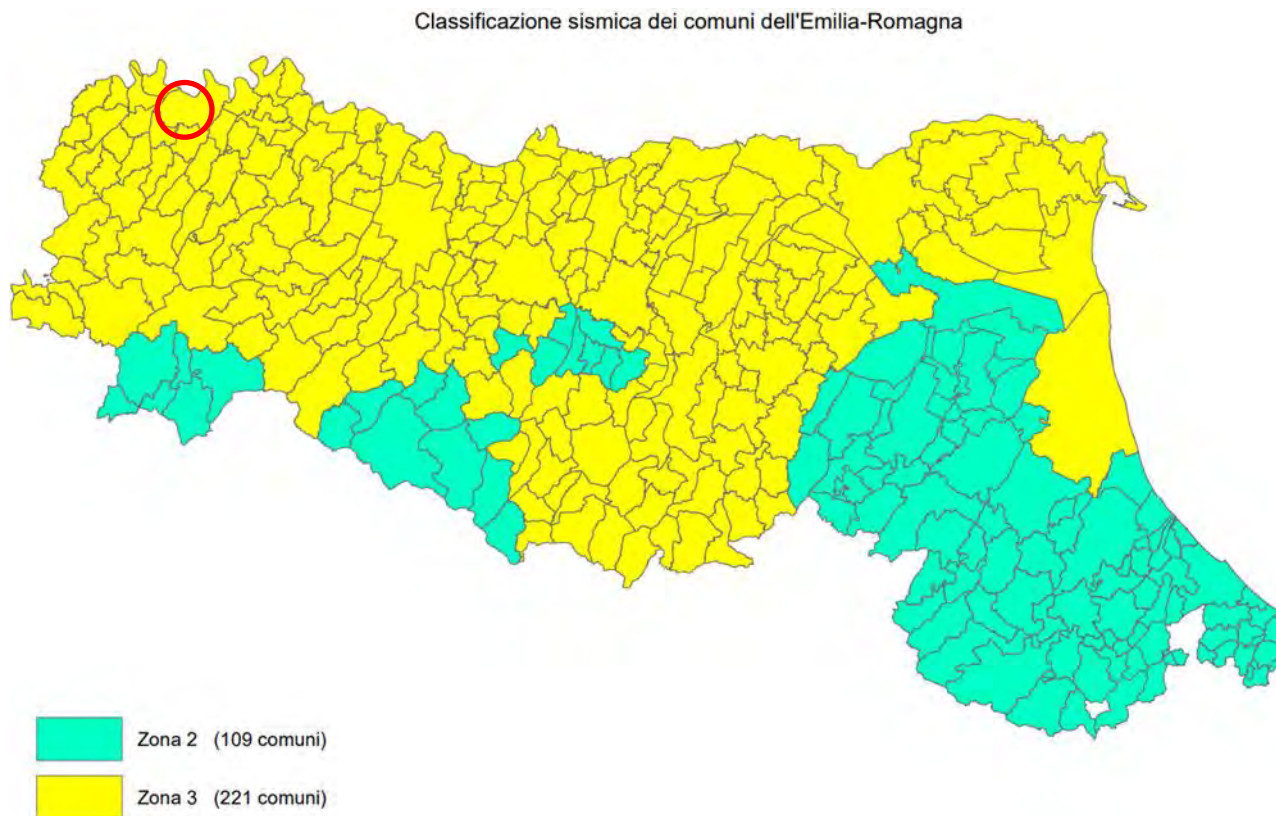 Classificazione sismica dei comuni dell'Emilia-Romagna
Zona 2 (109 comuni)
Zona 3 (221 comuni)